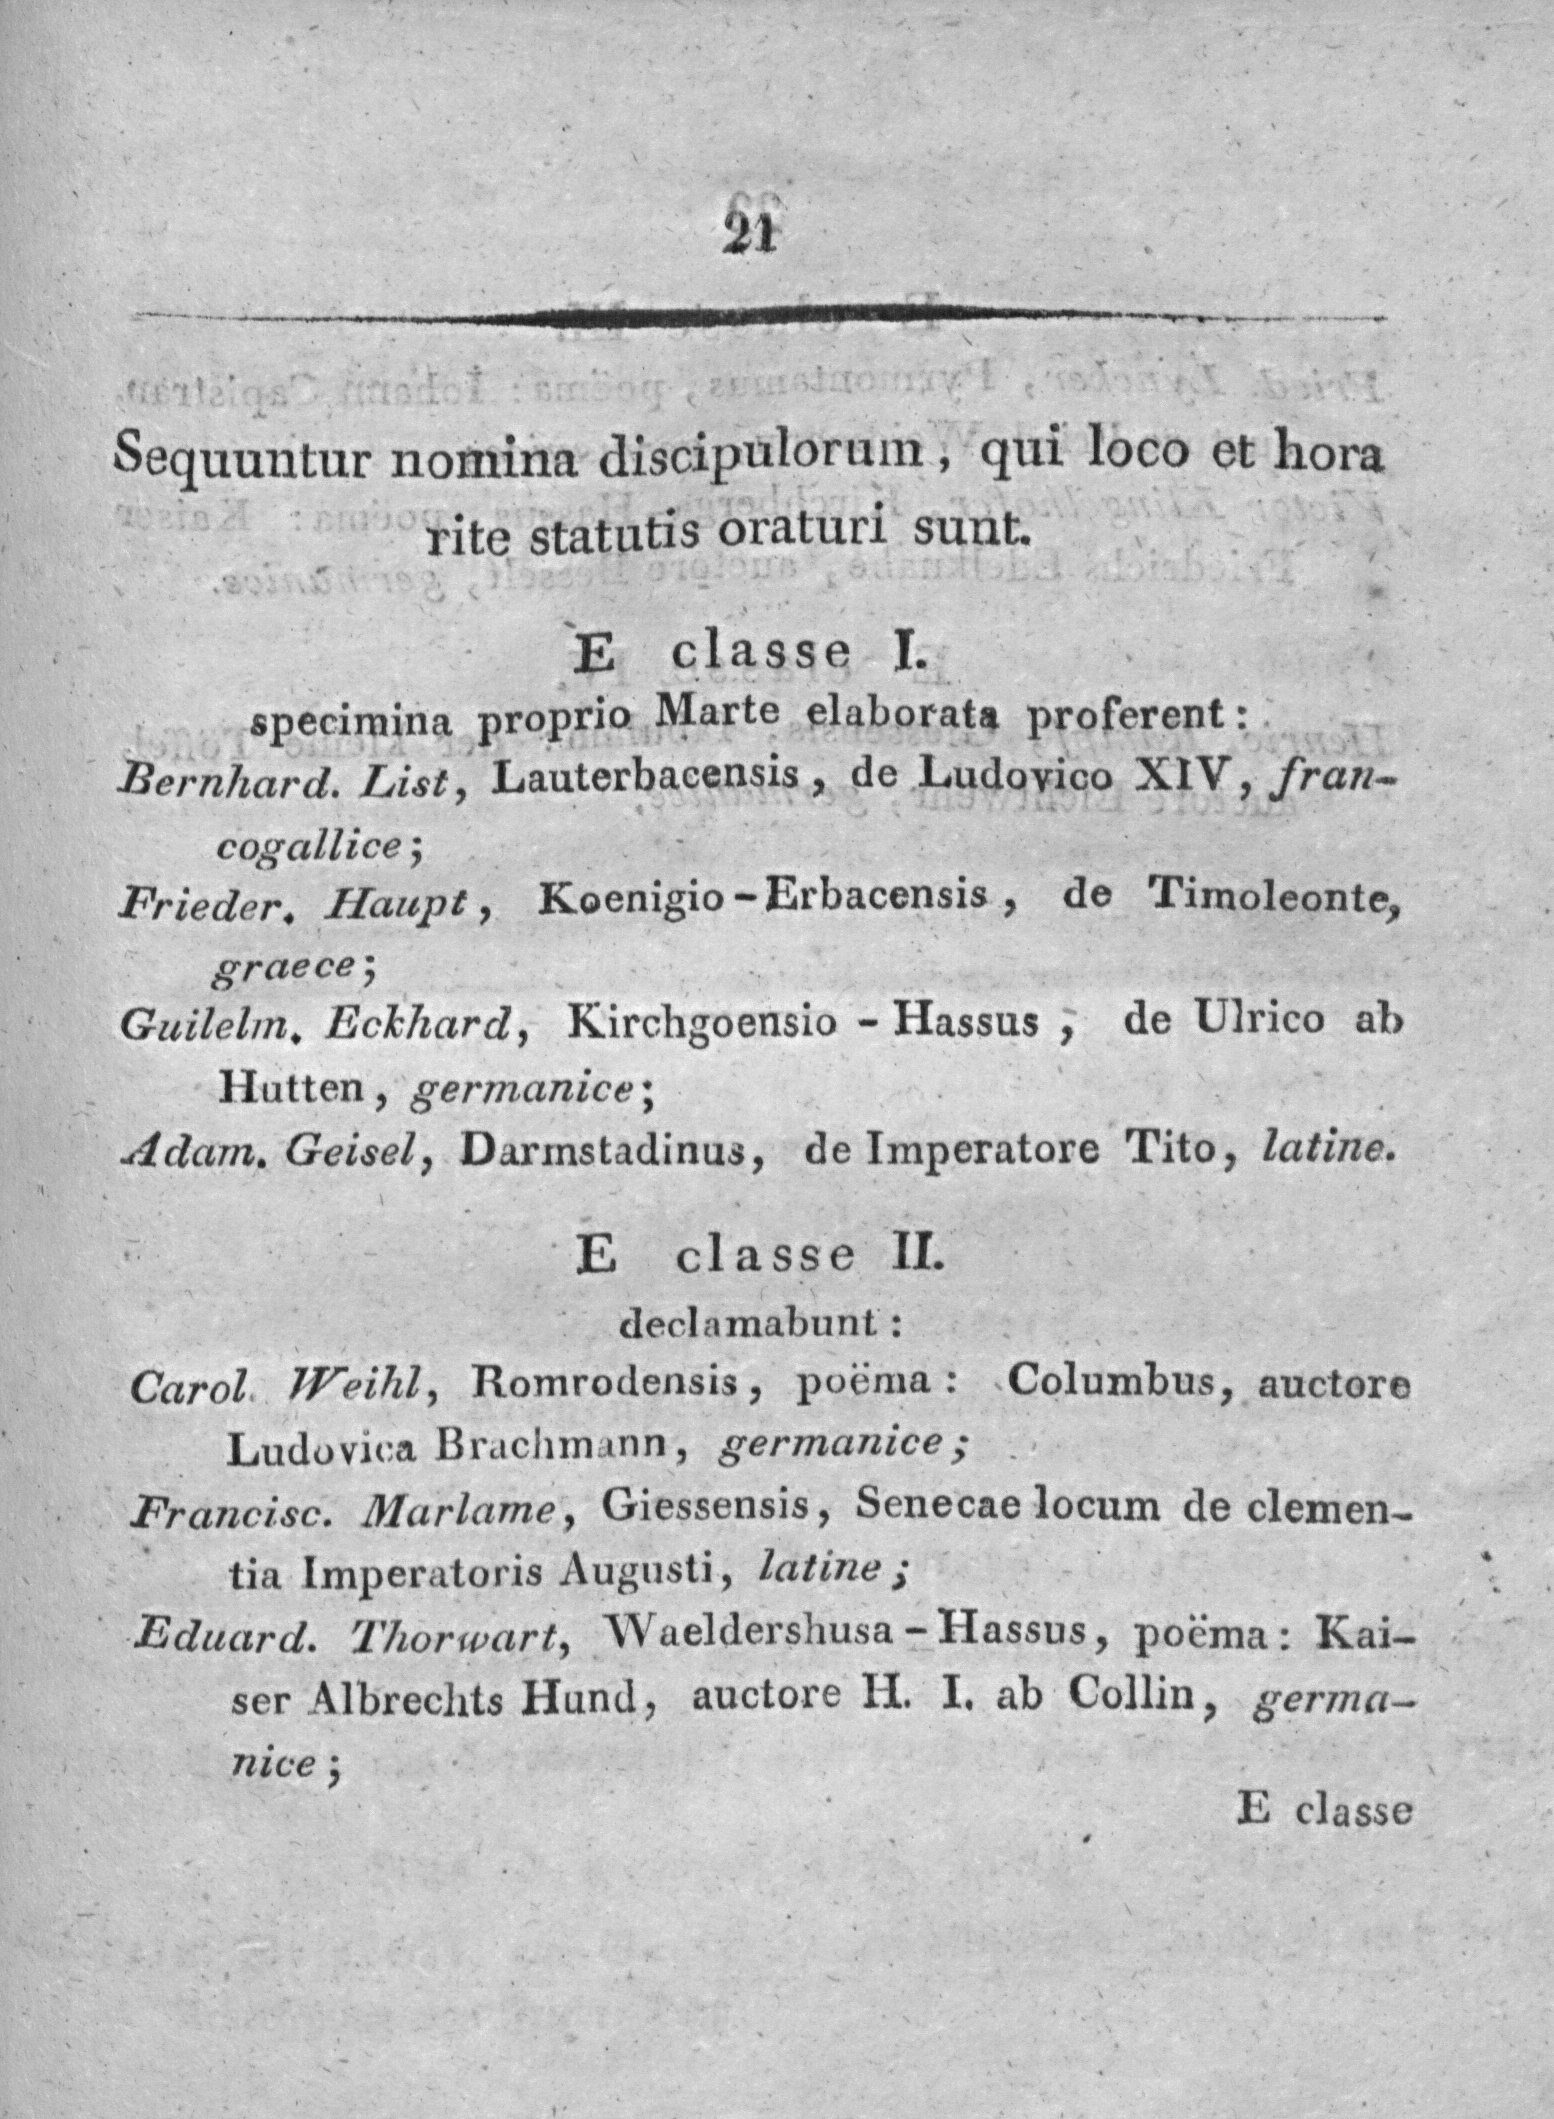 21
Sequuntur nomina discipulorum, qui loco et hora
rite statutis oraturi sunt.
E classe I.
specimina proprio Marte elaborata proferent:
Bernhard. List, Lauterbacensis, de Ludovico XIV, fran-
cogallice;
Frieder. Haupt, Koenigio-Erbacensis, de Timoleonte,
graece;
Guilelm. Eckhard, Kirchgoensio-Hassus, de Ulrico ab
Hutten, germanice;
Adam. Geisel, Darmstadinus, de Imperatore Tito, latine.
E classe II.
declamabunt:
Carol. Weihl, Romrodensis, poëma: Columbus, auctore
Ludovica Brachmann, germanice;
Francisc. Marlame, Giessensis, Senecae locum de clemen-
tia Imperatoris Augusti, latine;
Eduard. Thorwart, Waeldershusa-Hassus, poëma: Kai-
ser Albrechts Hund, auctore H. I. ab Collin, germa-
nice;
E classe